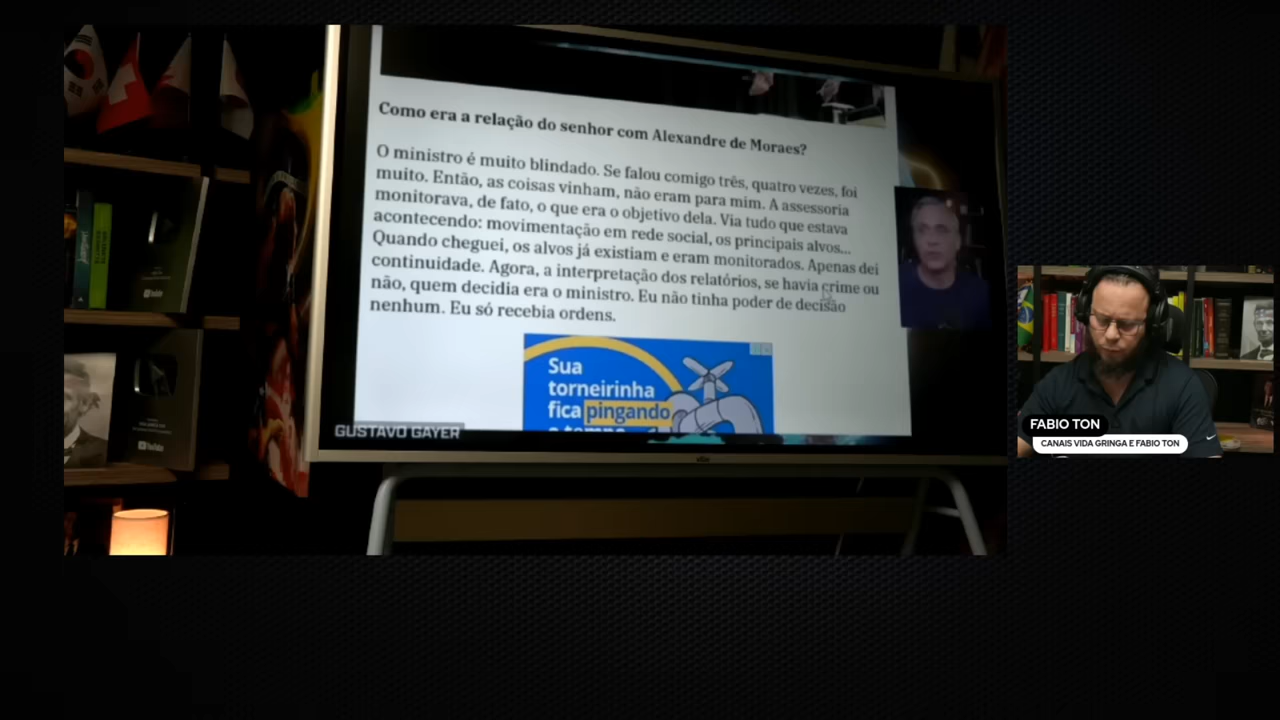 Como era a relação do senhor com Alexandre de Moraes?
O ministro é muito blindado. Se falou comigo três, quatro vezes, foi
muito. Então, as coisas vinham, não eram para mim. A assessoria
monitorava, de fato, o que era o objetivo dela. Via tudo que estava
acontecendo: movimentação em rede social, os principais alvos...
Quando cheguei, os alvos já existiam e eram monitorados. Apenas dei
continuidade. Agora, a interpretação dos relatórios, se havia crime ou
não, quem decidia era o ministro. Eu não tinha poder de decisão
nenhum. Eu só recebia ordens.
Sua
torneirinha
fica pingando
GUSTAVO GAYER
FABIO TON
CANAIS VIDA GRINGA E FABIO TON
YouTube
YouTube